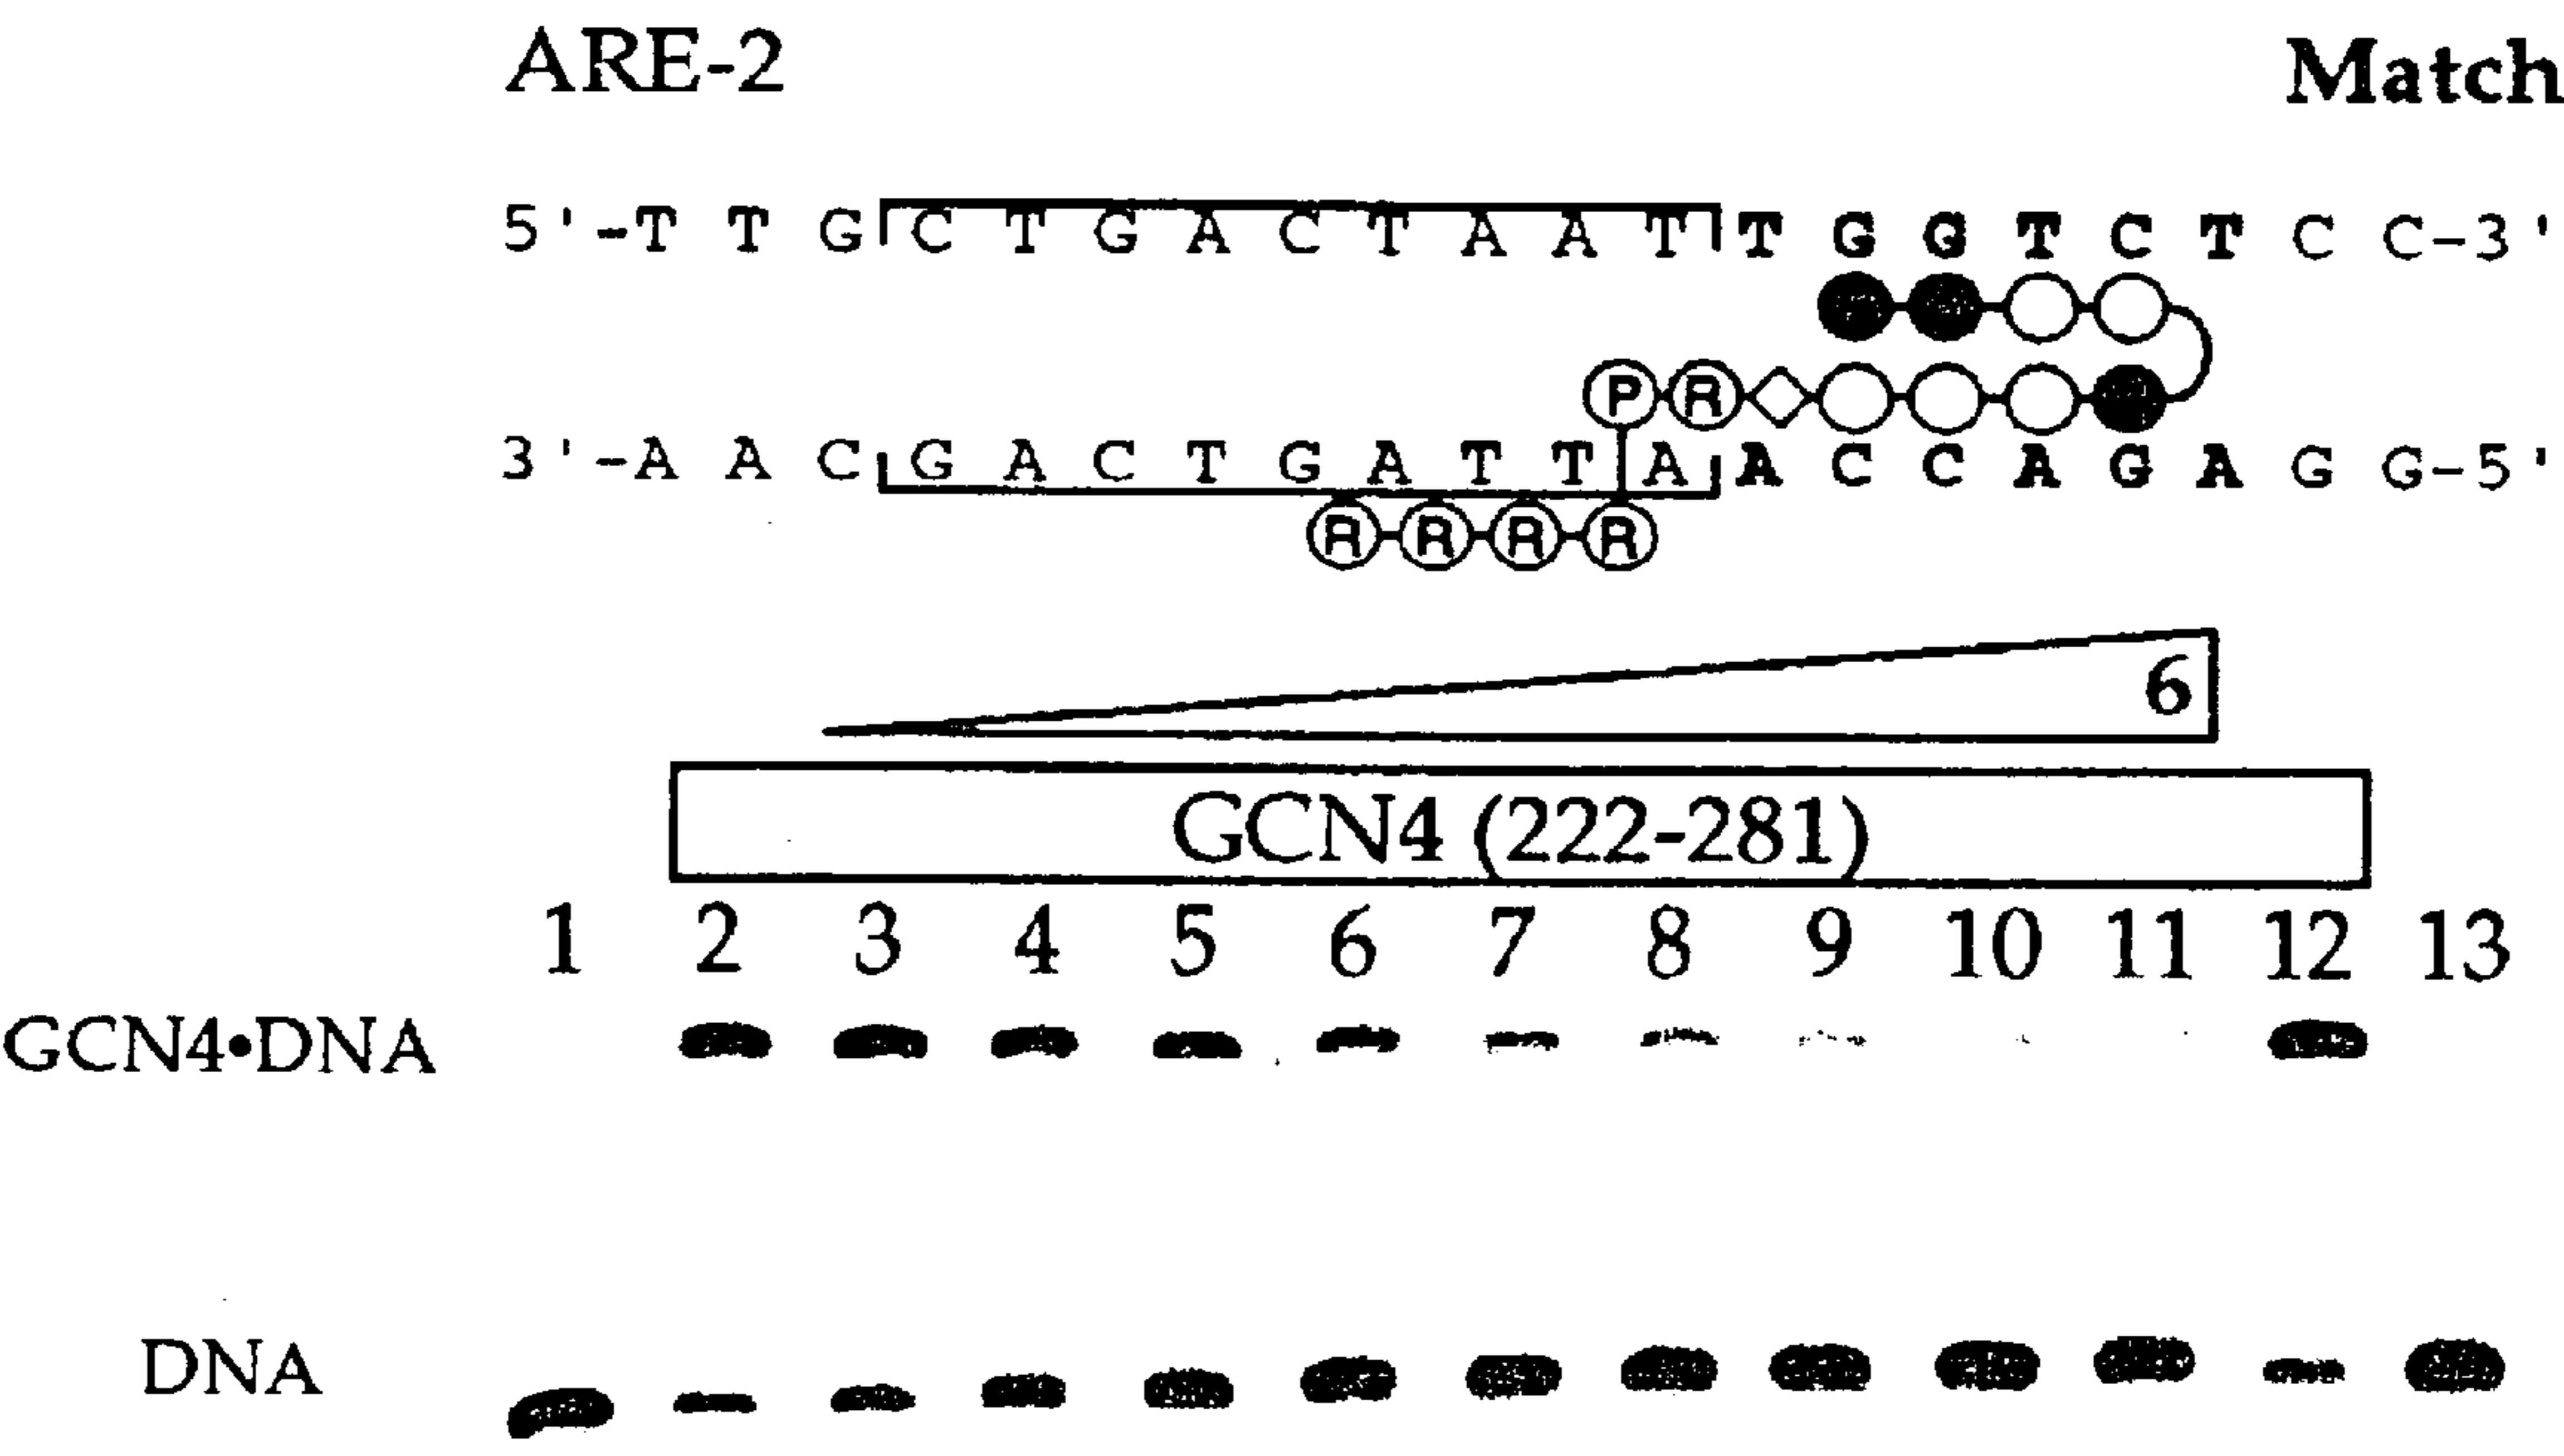 ARE-2 Match
5'-T T G C T G A C T A A T T G G T C T C C-3'
P R
3'-A A C G A C T G A T T A A C C A G A G G-5'
R R R R
6
GCN4 (222-281)
1 2 3 4 5 6 7 8 9 10 11 12 13
GCN4•DNA
DNA